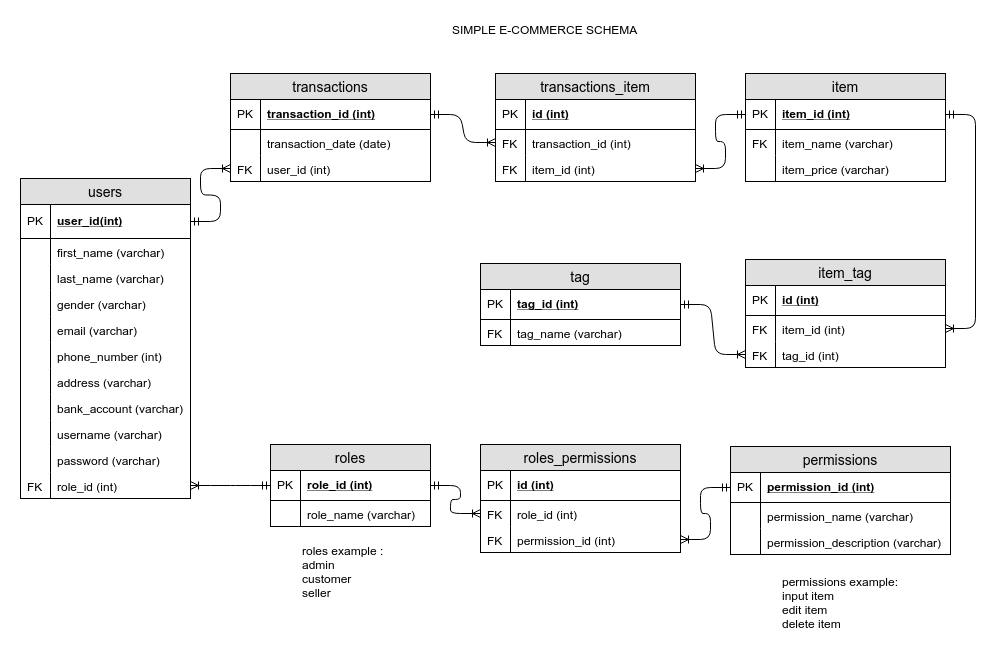 SIMPLE E-COMMERCE SCHEMA
transactions
PK transaction_id (int)
transaction_date (date)
FK user_id (int)
transactions_item
PK id (int)
FK transaction_id (int)
FK item_id (int)
item
PK item_id (int)
FK item_name (varchar)
item_price (varchar)
users
PK user_id(int)
first_name (varchar)
last_name (varchar)
gender (varchar)
email (varchar)
phone_number (int)
address (varchar)
bank_account (varchar)
username (varchar)
password (varchar)
FK role_id (int)
tag
PK tag_id (int)
FK tag_name (varchar)
item_tag
PK id (int)
FK item_id (int)
FK tag_id (int)
roles
PK role_id (int)
role_name (varchar)
roles example :
admin
customer
seller
roles_permissions
PK id (int)
FK role_id (int)
FK permission_id (int)
permissions
PK permission_id (int)
permission_name (varchar)
permission_description (varchar)
permissions example:
input item
edit item
delete item